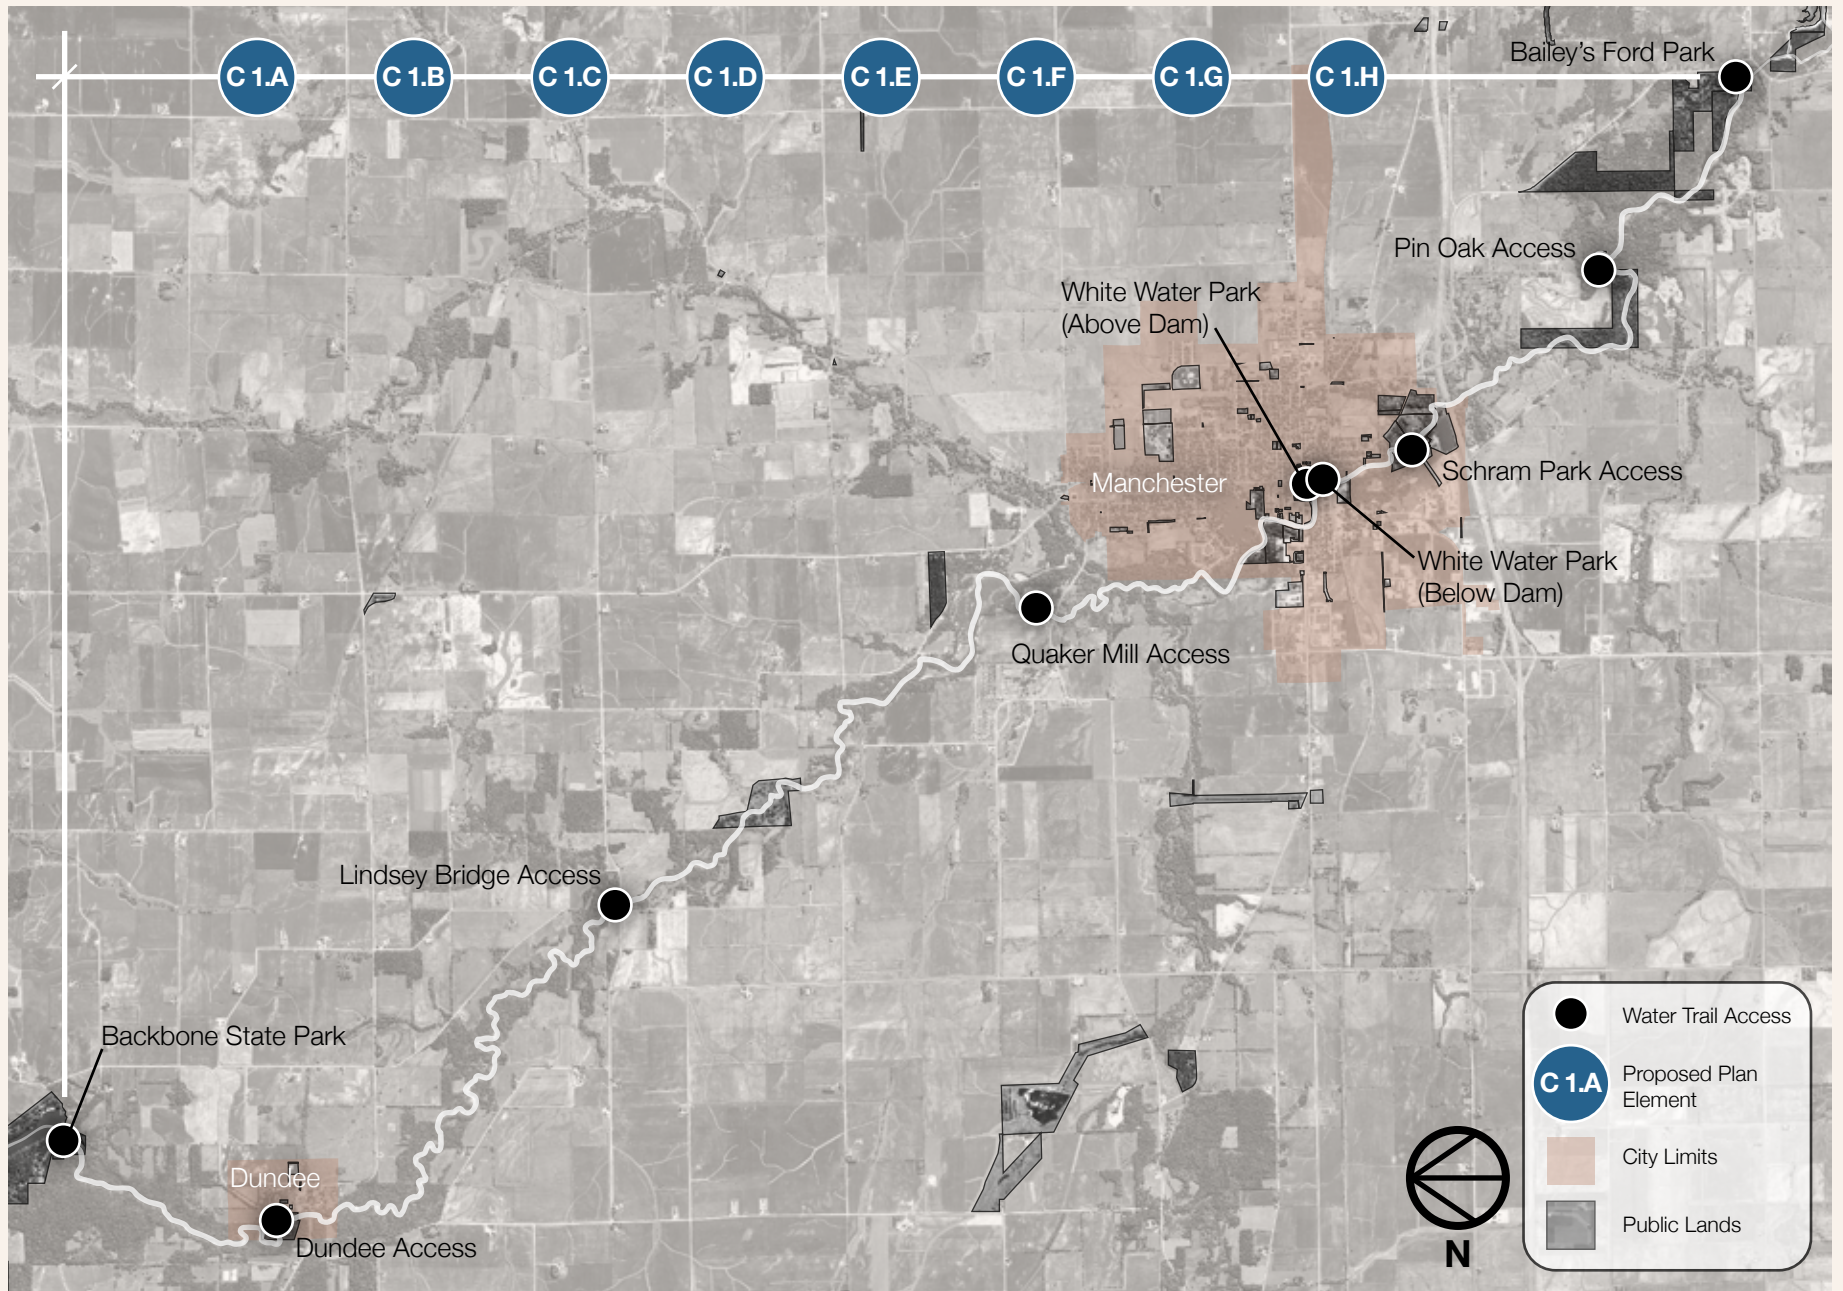 C 1.A
C 1.B
C 1.C
C 1.D
C 1.E
C 1.F
C 1.G
C 1.H
Bailey’s Ford Park
Pin Oak Access
White Water Park
(Above Dam)
Manchester
Schram Park Access
White Water Park
(Below Dam)
Quaker Mill Access
Lindsey Bridge Access
Backbone State Park
Dundee
Dundee Access
N
Water Trail Access
C 1.A
Proposed Plan
Element
City Limits
Public Lands